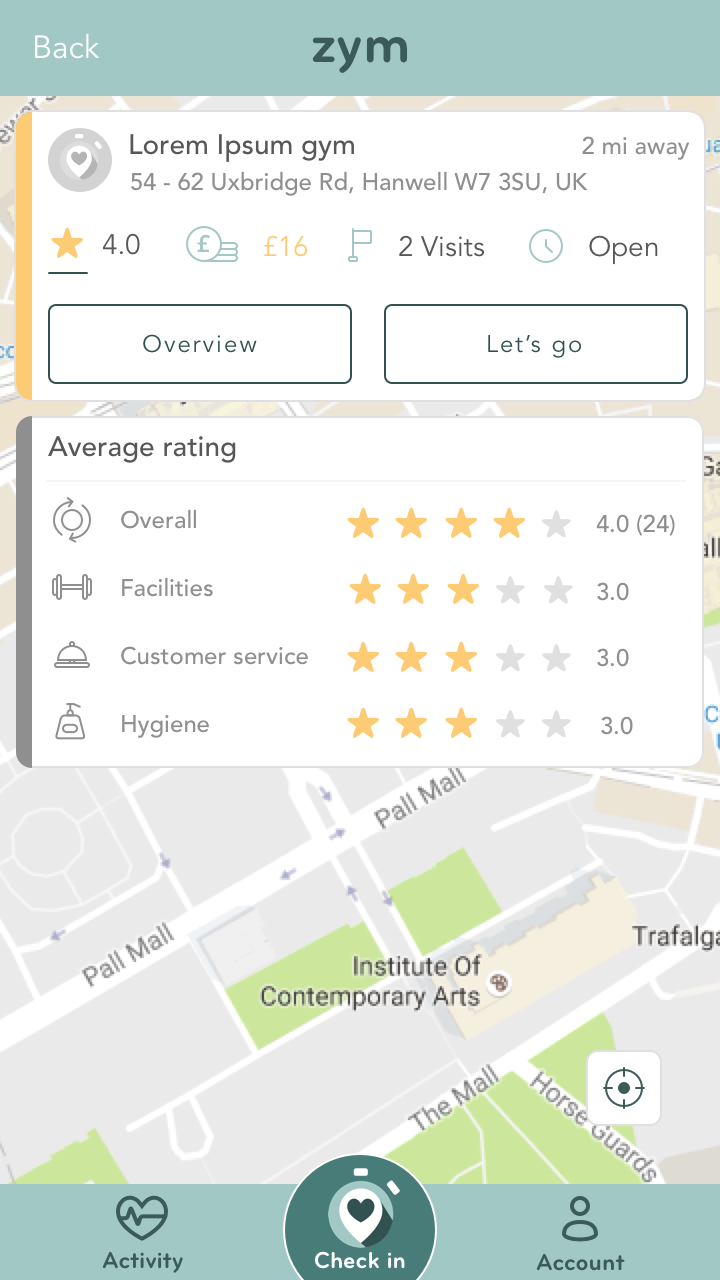 Back
zym
Lorem Ipsum gym
2 mi away
54 - 62 Uxbridge Rd, Hanwell W7 3SU, UK
4.0
£
£16
2 Visits
Open
Overview
Let’s go
Average rating
Overall
4.0 (24)
Facilities
3.0
Customer service
3.0
Hygiene
3.0
Pall Mall
Pall Mall
Trafalga
Institute Of
Contemporary Arts
The Mall
Horse Guards
Activity
Check in
Account